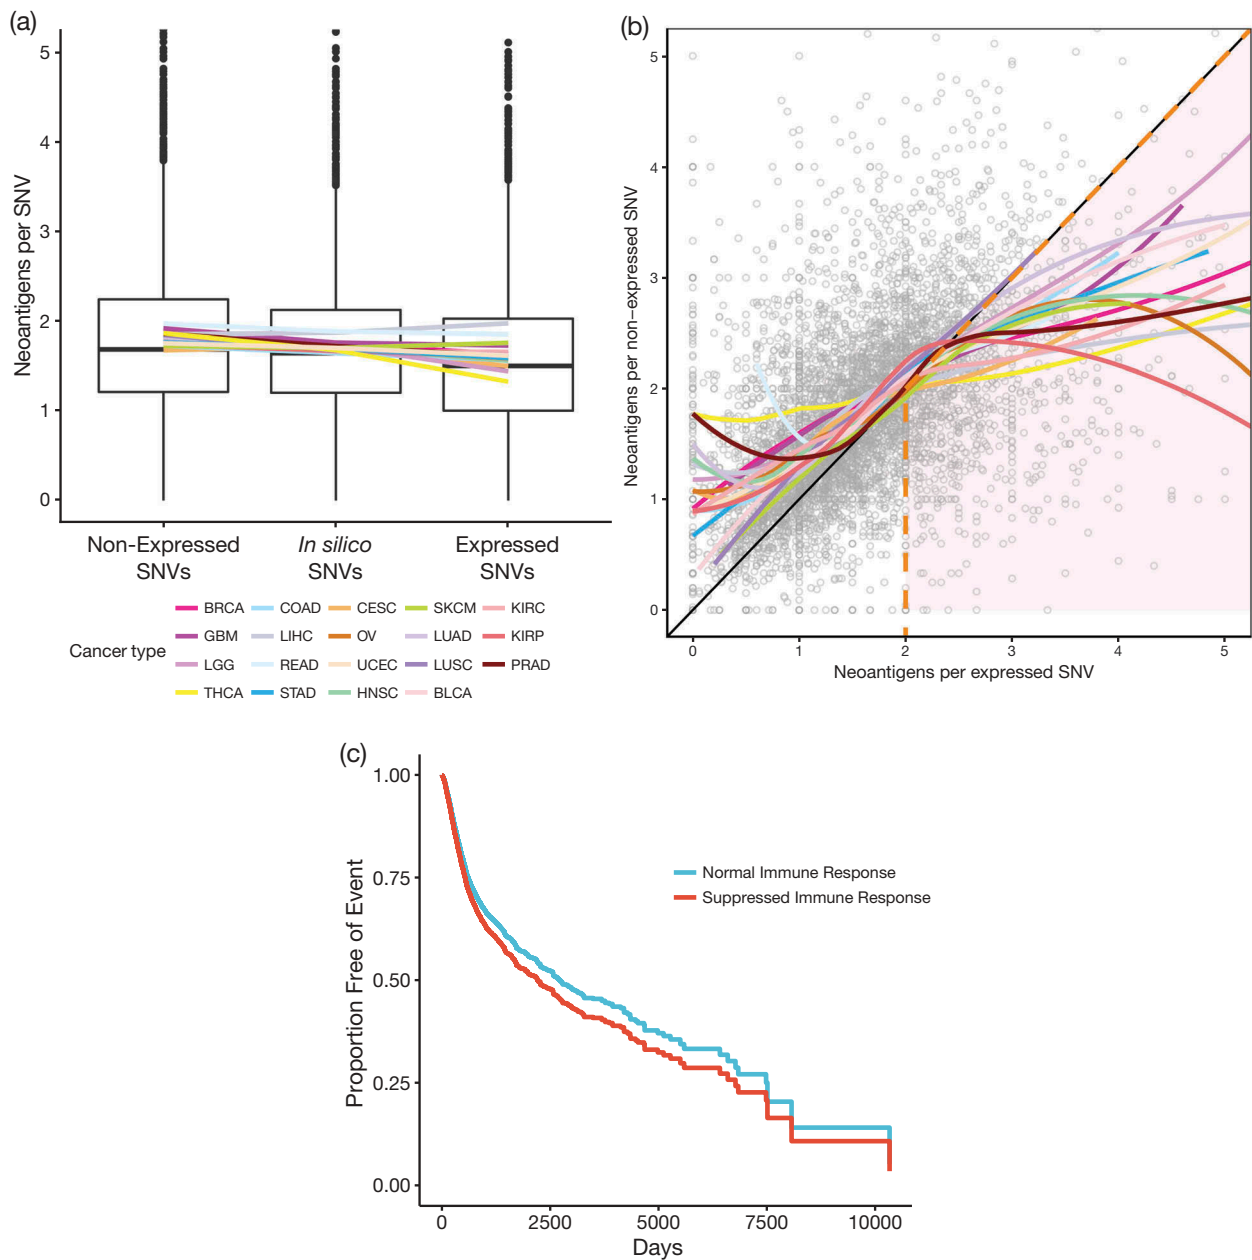 (a)
Neoantigens per SNV
5
4
3
2
1
0
Non-Expressed
SNVs
In silico
SNVs
Expressed
SNVs
Cancer type
BRCA COAD CESC SKCM KIRC
GBM LIHC OV LUAD KIRP
LGG READ UCEC LUSC PRAD
THCA STAD HNSC BLCA
(b)
Neoantigens per non-expressed SNV
5
4
3
2
1
0
0 1 2 3 4 5
Neoantigens per expressed SNV
(c)
Proportion Free of Event
1.00
0.75
0.50
0.25
0.00
Normal Immune Response
Suppressed Immune Response
0 2500 5000 7500 10000
Days